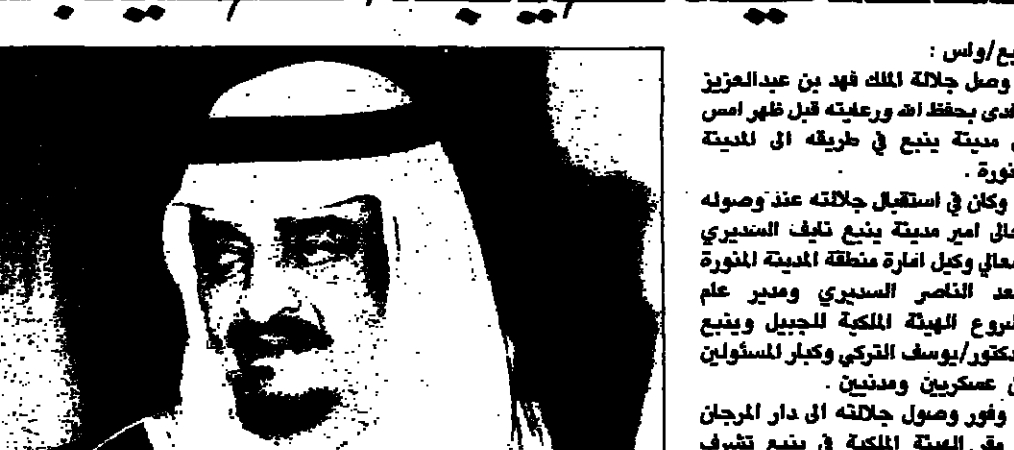 ينبع/واس :
وصل جلالة الملك فهد بن عبدالعزيز
المفدى بحفظ الله ورعايته قبل ظهر امس
مدينة ينبع في طريقه الى المدينة
المنورة .
وكان في استقبال جلالته عند وصوله
امير مدينة ينبع نايف السديري
ومعالي وكيل امارة منطقة المدينة المنورة
سعد الناصر السديري ومدير عام
مشروع الهيئة الملكية للجبيل وينبع
الدكتور/يوسف التركي وكبار المسئولين
من عسكريين ومدنيين .
وفور وصول جلالته الى دار المرجان
الهيئة الملكية في ينبع تشرف